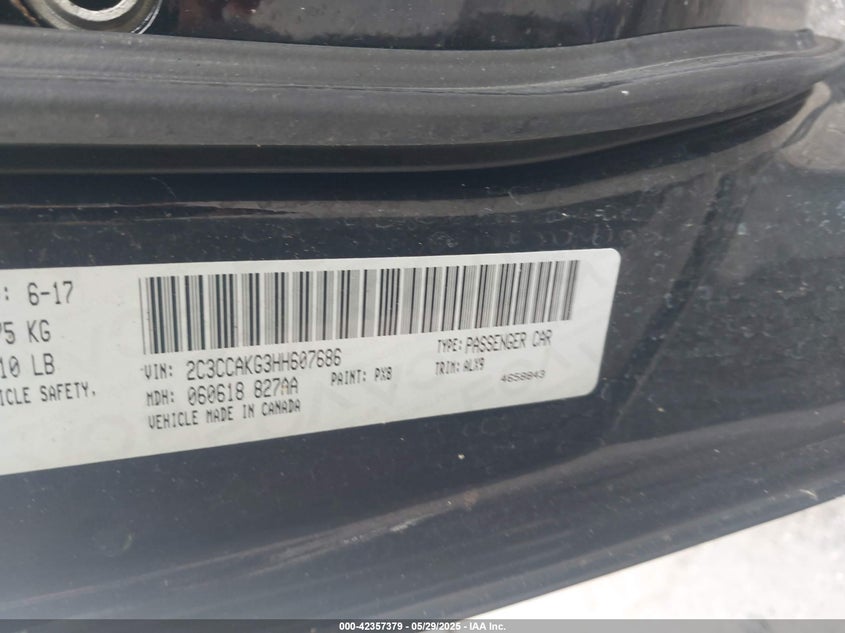 : 6-17
75 KG
10 LB
ICLE SAFETY.
VIN: 2C3CCAKG3HH607686
TYPE: PASSENGER CAR
MDH: 060618 827AA
PAINT: PX8
TRIM: ALX9
VEHICLE MADE IN CANADA
4658843
000-42357379 — 05/29/2025 — IAA Inc.